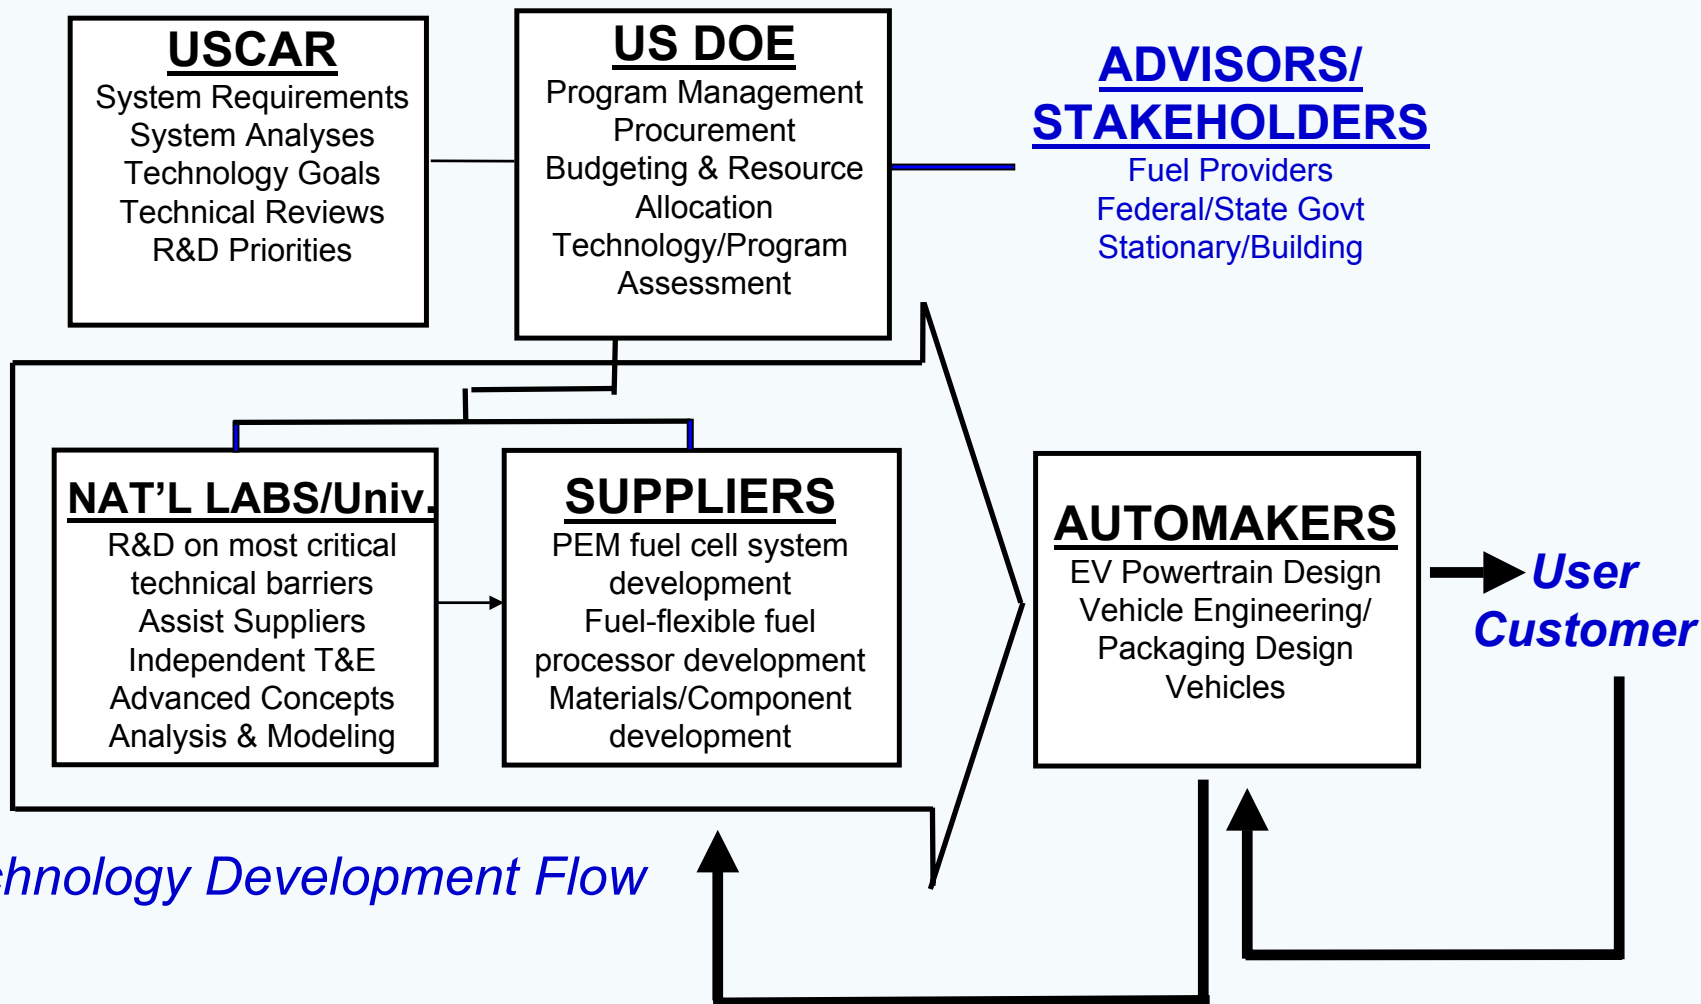 USCAR
System Requirements
System Analyses
Technology Goals
Technical Reviews
R&D Priorities
US DOE
Program Management
Procurement
Budgeting & Resource
Allocation
Technology/Program
Assessment
ADVISORS/
STAKEHOLDERS
Fuel Providers
Federal/State Govt
Stationary/Building
NAT’L LABS/Univ.
R&D on most critical
technical barriers
Assist Suppliers
Independent T&E
Advanced Concepts
Analysis & Modeling
SUPPLIERS
PEM fuel cell system
development
Fuel-flexible fuel
processor development
Materials/Component
development
AUTOMAKERS
EV Powertrain Design
Vehicle Engineering/
Packaging Design
Vehicles
User
Customer
chnology Development Flow